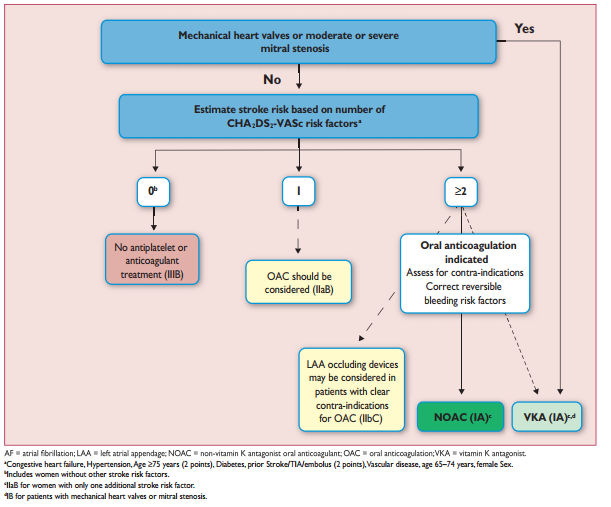 Mechanical heart valves or moderate or severe
mitral stenosis
Yes
No
Estimate stroke risk based on number of
CHA₂DS₂-VASc risk factorsᵃ
0ᵇ
1
≥2
No antiplatelet or
anticoagulant
treatment (IIIB)
OAC should be
considered (IIaB)
Oral anticoagulation
indicated
Assess for contra-indications
Correct reversible
bleeding risk factors
LAA occluding devices
may be considered in
patients with clear
contra-indications
for OAC (IIbC)
NOAC (IA)ᶜ
VKA (IA)ᶜ,ᵈ
AF = atrial fibrillation; LAA = left atrial appendage; NOAC = non-vitamin K antagonist oral anticoagulant; OAC = oral anticoagulation; VKA = vitamin K antagonist.
ᵃCongestive heart failure, Hypertension, Age ≥75 years (2 points), Diabetes, prior Stroke/TIA/embolus (2 points), Vascular disease, age 65–74 years, female Sex.
ᵇIncludes women without other stroke risk factors.
ᶜIIaB for women with only one additional stroke risk factor.
ᵈIB for patients with mechanical heart valves or mitral stenosis.